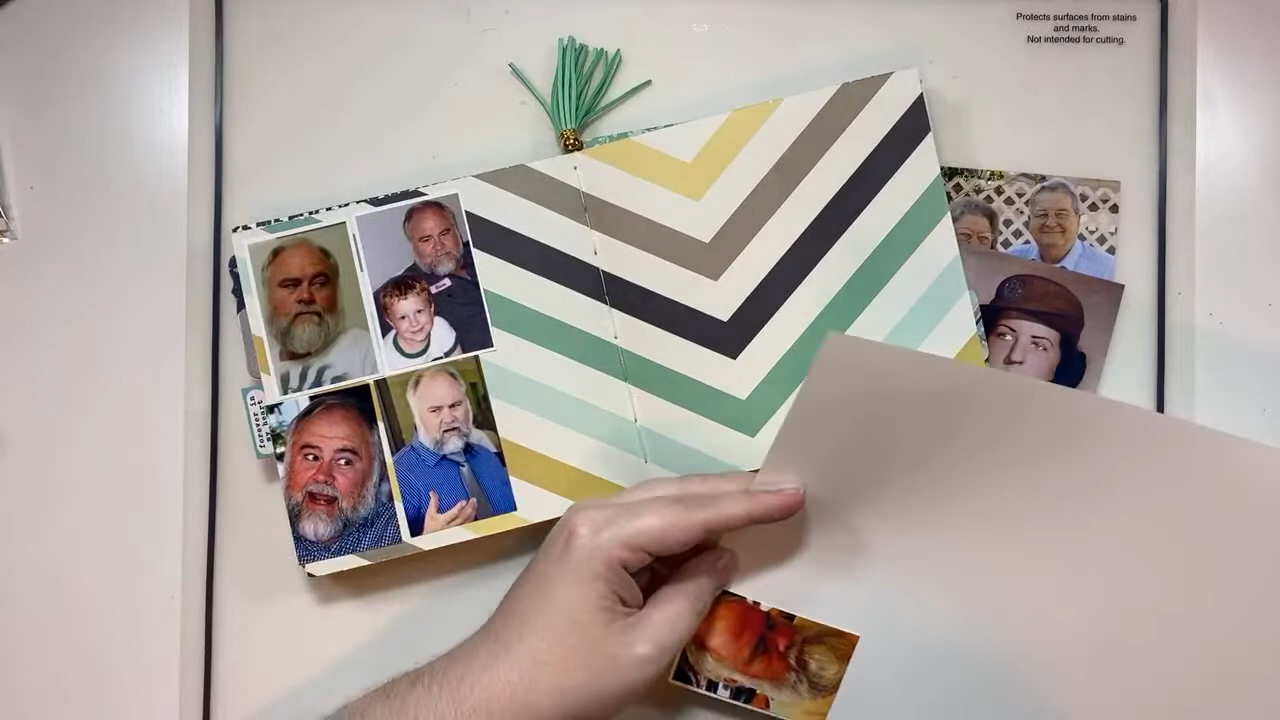 Protects surfaces from stains
and marks.
Not intended for cutting.
forever in
my heart